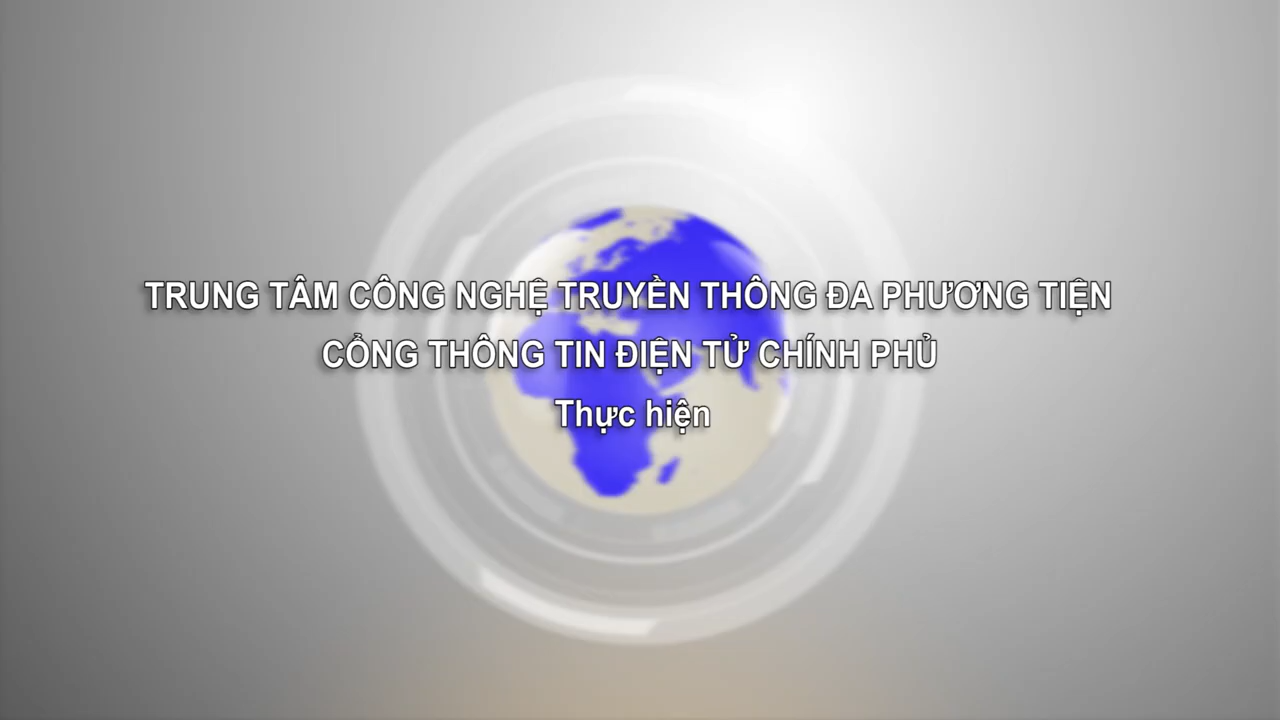 TRUNG TÂM CÔNG NGHỆ TRUYỀN THÔNG ĐA PHƯƠNG TIỆN
CỔNG THÔNG TIN ĐIỆN TỬ CHÍNH PHỦ
Thực hiện